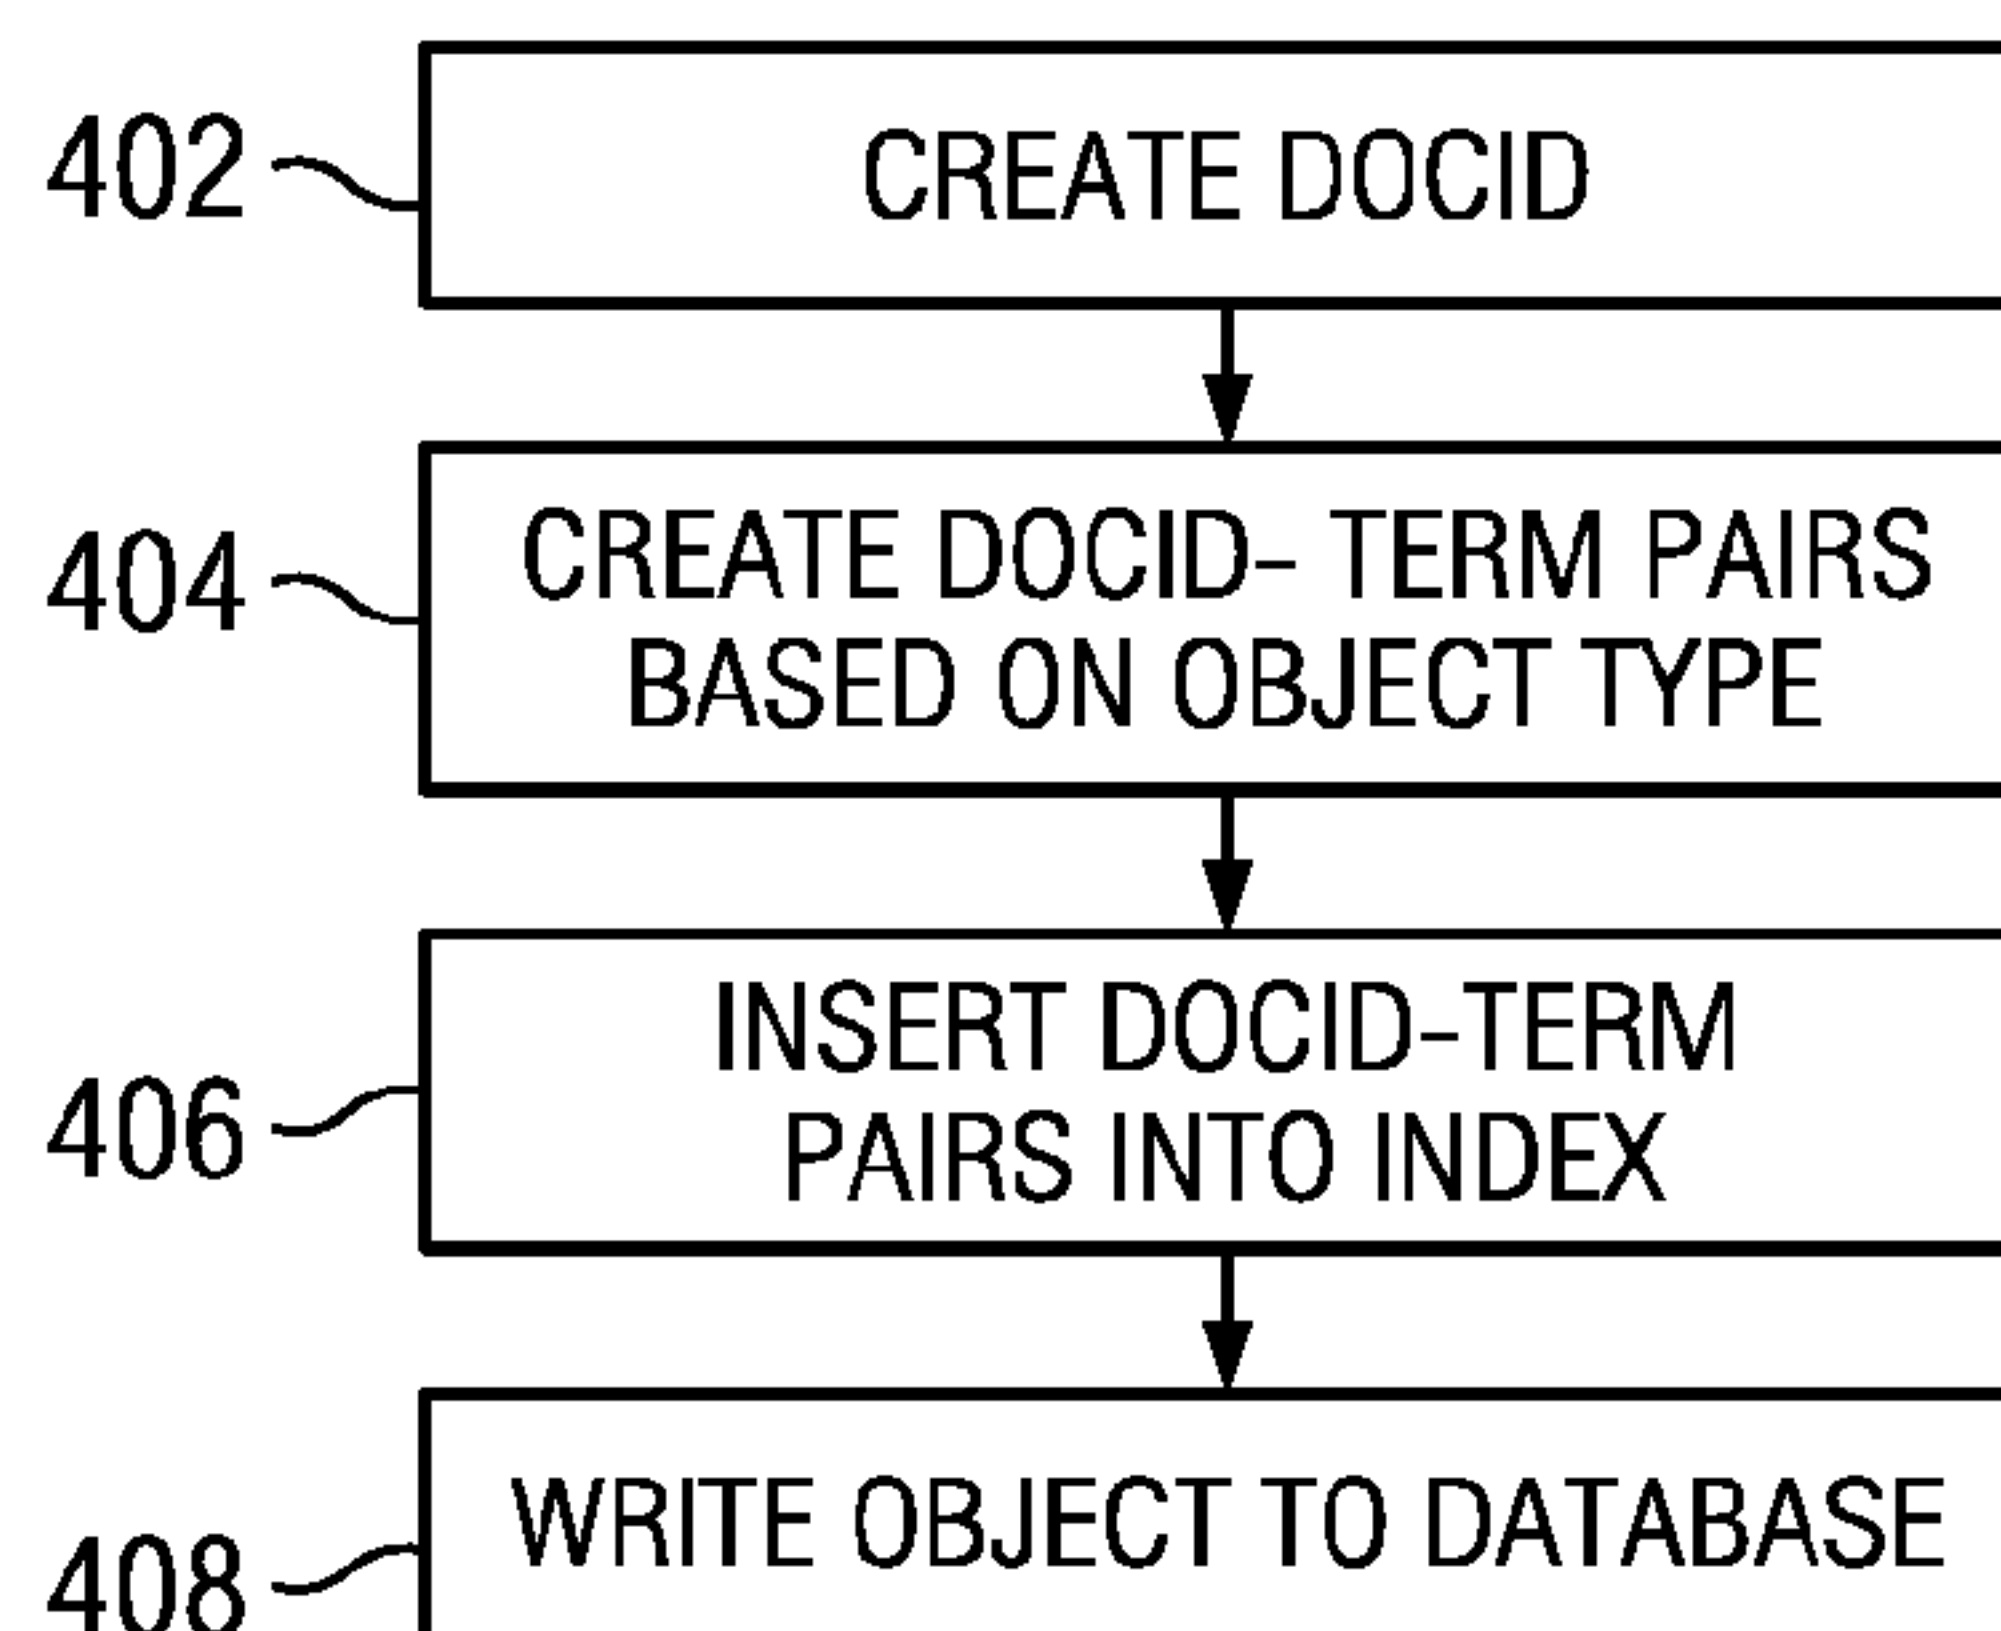 402
CREATE DOCID
404
CREATE DOCID- TERM PAIRS
BASED ON OBJECT TYPE
406
INSERT DOCID-TERM
PAIRS INTO INDEX
408
WRITE OBJECT TO DATABASE